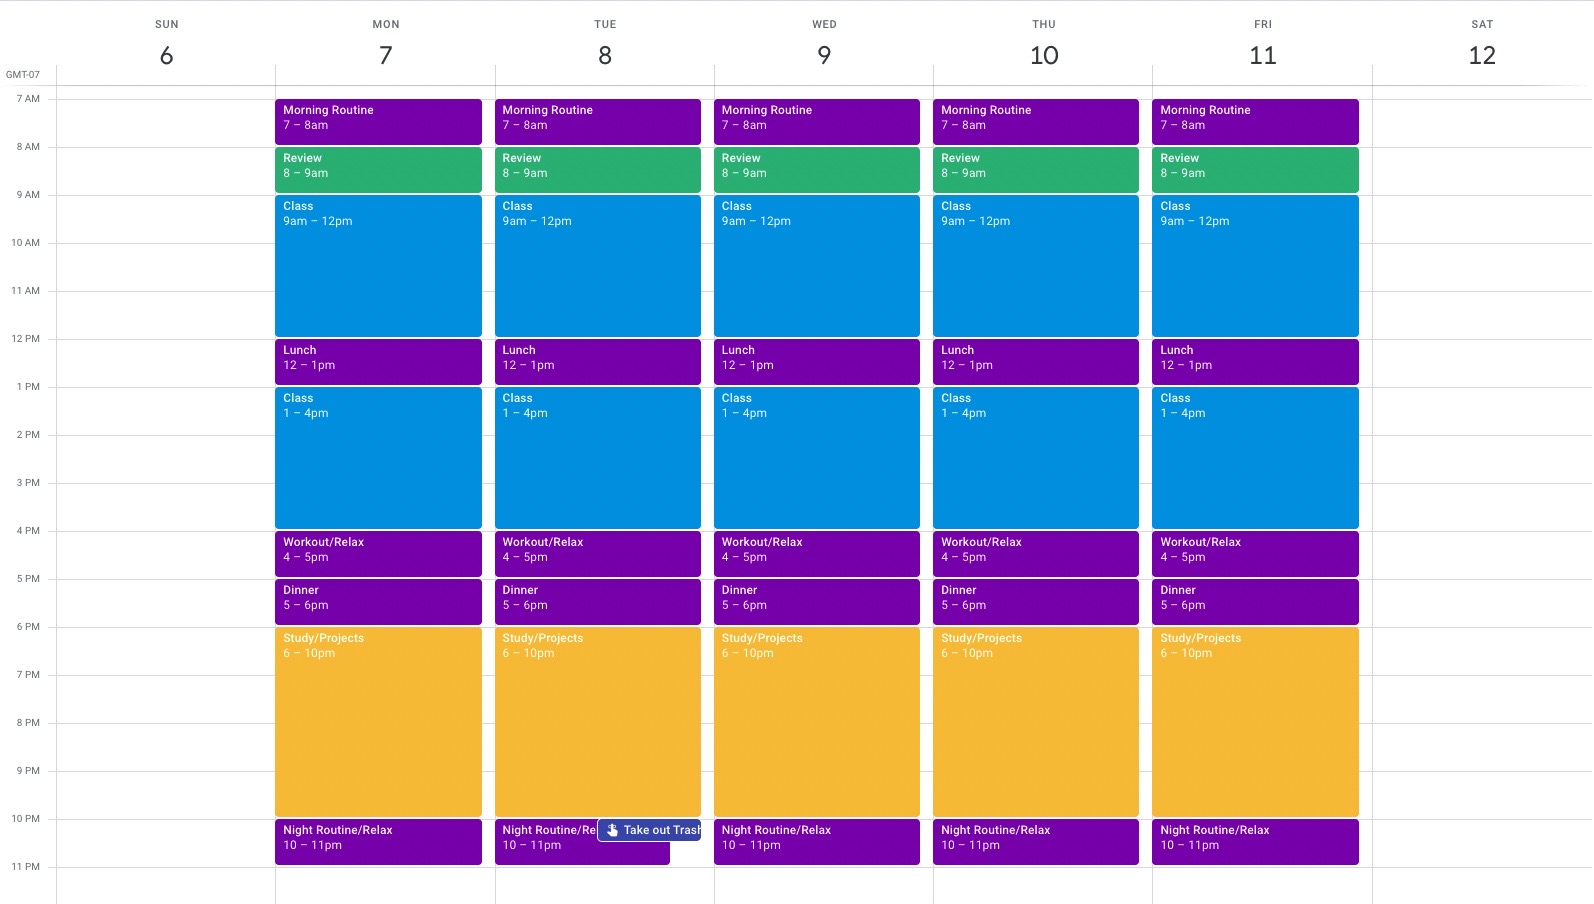 SUN MON TUE WED THU FRI SAT
6 7 8 9 10 11 12
GMT-07
7 AM
Morning Routine Morning Routine Morning Routine Morning Routine Morning Routine
7 – 8am 7 – 8am 7 – 8am 7 – 8am 7 – 8am
8 AM
Review Review Review Review Review
8 – 9am 8 – 9am 8 – 9am 8 – 9am 8 – 9am
9 AM
Class Class Class Class Class
9am – 12pm 9am – 12pm 9am – 12pm 9am – 12pm 9am – 12pm
10 AM
11 AM
12 PM
Lunch Lunch Lunch Lunch Lunch
12 – 1pm 12 – 1pm 12 – 1pm 12 – 1pm 12 – 1pm
1 PM
Class Class Class Class Class
1 – 4pm 1 – 4pm 1 – 4pm 1 – 4pm 1 – 4pm
2 PM
3 PM
4 PM
Workout/Relax Workout/Relax Workout/Relax Workout/Relax Workout/Relax
4 – 5pm 4 – 5pm 4 – 5pm 4 – 5pm 4 – 5pm
5 PM
Dinner Dinner Dinner Dinner Dinner
5 – 6pm 5 – 6pm 5 – 6pm 5 – 6pm 5 – 6pm
6 PM
Study/Projects Study/Projects Study/Projects Study/Projects Study/Projects
6 – 10pm 6 – 10pm 6 – 10pm 6 – 10pm 6 – 10pm
7 PM
8 PM
9 PM
10 PM
Night Routine/Relax Night Routine/Re Take out Trash Night Routine/Relax Night Routine/Relax Night Routine/Relax
10 – 11pm 10 – 11pm 10 – 11pm 10 – 11pm 10 – 11pm
11 PM